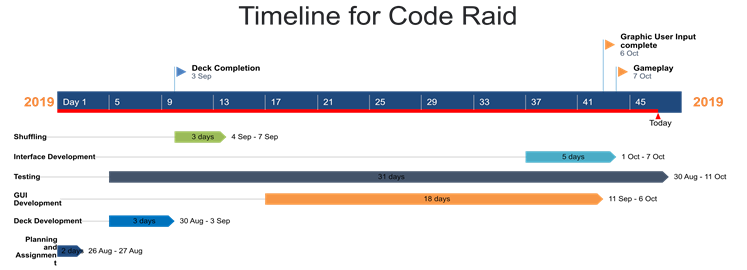 Timeline for Code Raid
Graphic User Input
complete
6 Oct
Deck Completion
3 Sep
Gameplay
7 Oct
2019 Day 1 5 9 13 17 21 25 29 33 37 41 45 2019
Today
Shuffling 3 days 4 Sep - 7 Sep
Interface Development 5 days 1 Oct - 7 Oct
Testing 31 days 30 Aug - 11 Oct
GUI
Development 18 days 11 Sep - 6 Oct
Deck Development 3 days 30 Aug - 3 Sep
Planning
and
Assignmen
t
2 days 26 Aug - 27 Aug